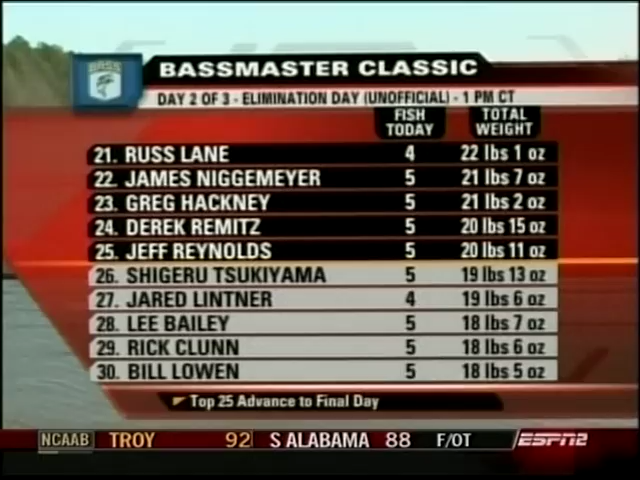 BASS
BASSMASTER CLASSIC
DAY 2 OF 3 - ELIMINATION DAY (UNOFFICIAL) - 1 PM CT
FISH TODAY TOTAL WEIGHT
21. RUSS LANE 4 22 lbs 1 oz
22. JAMES NIGGEMEYER 5 21 lbs 7 oz
23. GREG HACKNEY 5 21 lbs 2 oz
24. DEREK REMITZ 5 20 lbs 15 oz
25. JEFF REYNOLDS 5 20 lbs 11 oz
26. SHIGERU TSUKIYAMA 5 19 lbs 13 oz
27. JARED LINTNER 4 19 lbs 6 oz
28. LEE BAILEY 5 18 lbs 7 oz
29. RICK CLUNN 5 18 lbs 6 oz
30. BILL LOWEN 5 18 lbs 5 oz
Top 25 Advance to Final Day
NCAAB TROY 92 S ALABAMA 88 F/OT ESPN2